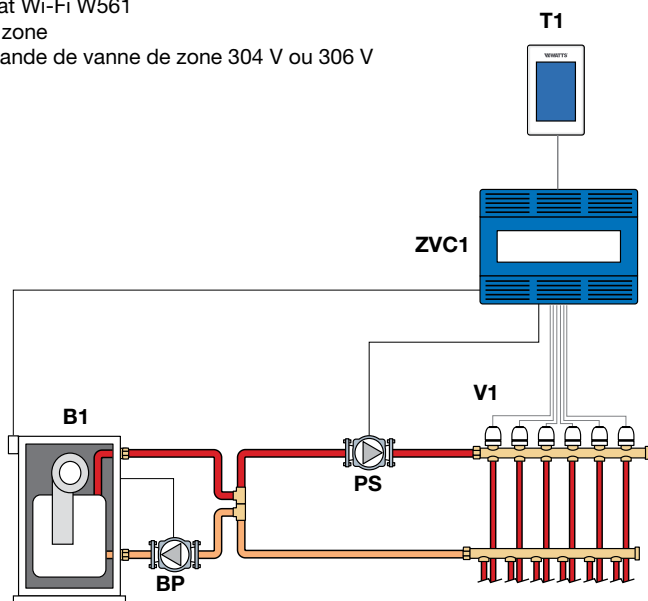 at Wi-Fi W561
zone
ande de vanne de zone 304 V ou 306 V
T1
WATTS
ZVC1
V1
B1
PS
BP